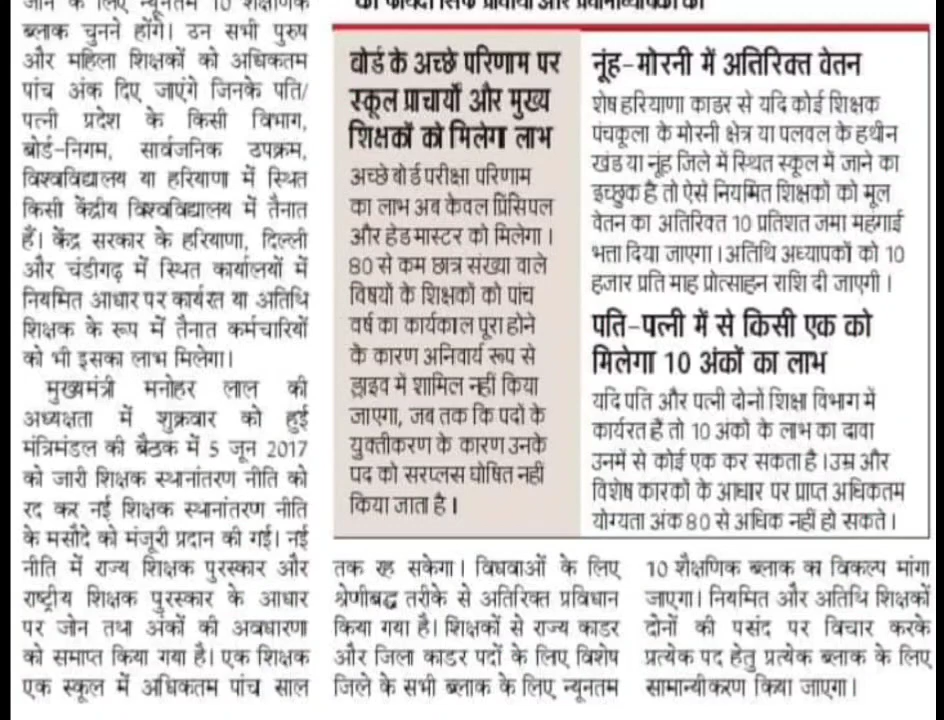 जाने के लिए न्यूनतम 10 शैक्षणिक
ब्लाक चुनने होंगे। उन सभी पुरुष
और महिला शिक्षकों को अधिकतम
पांच अंक दिए जाएंगे जिनके पति/
पत्नी प्रदेश के किसी विभाग,
बोर्ड-निगम, सार्वजनिक उपक्रम,
विश्वविद्यालय या हरियाणा में स्थित
किसी केंद्रीय विश्वविद्यालय में तैनात
हैं। केंद्र सरकार के हरियाणा, दिल्ली
और चंडीगढ़ में स्थित कार्यालयों में
नियमित आधार पर कार्यरत या अतिथि
शिक्षक के रूप में तैनात कर्मचारियों
को भी इसका लाभ मिलेगा।
मुख्यमंत्री मनोहर लाल की
अध्यक्षता में शुक्रवार को हुई
मंत्रिमंडल की बैठक में 5 जून 2017
को जारी शिक्षक स्थानांतरण नीति को
रद कर नई शिक्षक स्थानांतरण नीति
के मसौदे को मंजूरी प्रदान की गई। नई
नीति में राज्य शिक्षक पुरस्कार और
राष्ट्रीय शिक्षक पुरस्कार के आधार
पर जोन तथा अंकों की अवधारणा
को समाप्त किया गया है। एक शिक्षक
एक स्कूल में अधिकतम पांच साल
को फायदा सिर्फ प्राचार्यों और प्रधानाध्यापकों को
बोर्ड के अच्छे परिणाम पर
स्कूल प्राचार्यों और मुख्य
शिक्षकों को मिलेगा लाभ
अच्छे बोर्ड परीक्षा परिणाम
का लाभ अब केवल प्रिंसिपल
और हेडमास्टर को मिलेगा।
80 से कम छात्र संख्या वाले
विषयों के शिक्षकों को पांच
वर्ष का कार्यकाल पूरा होने
के कारण अनिवार्य रूप से
ड्राइव में शामिल नहीं किया
जाएगा, जब तक कि पदों के
युक्तीकरण के कारण उनके
पद को सरप्लस घोषित नहीं
किया जाता है।
नूंह-मोरनी में अतिरिक्त वेतन
शेष हरियाणा काडर से यदि कोई शिक्षक
पंचकूला के मोरनी क्षेत्र या पलवल के हथीन
खंड या नूंह जिले में स्थित स्कूल में जाने का
इच्छुक है तो ऐसे नियमित शिक्षकों को मूल
वेतन का अतिरिक्त 10 प्रतिशत जमा महगाई
भत्ता दिया जाएगा। अतिथि अध्यापकों को 10
हजार प्रति माह प्रोत्साहन राशि दी जाएगी।
पति-पत्नी में से किसी एक को
मिलेगा 10 अंकों का लाभ
यदि पति और पत्नी दोनों शिक्षा विभाग में
कार्यरत हैं तो 10 अंकों के लाभ का दावा
उनमें से कोई एक कर सकता है। उम्र और
विशेष कारकों के आधार पर प्राप्त अधिकतम
योग्यता अंक 80 से अधिक नहीं हो सकते।
तक रह सकेगा। विधवाओं के लिए
श्रेणीबद्ध तरीके से अतिरिक्त प्रविधान
किया गया है। शिक्षकों से राज्य काडर
और जिला काडर पदों के लिए विशेष
जिले के सभी ब्लाक के लिए न्यूनतम
10 शैक्षणिक ब्लाक का विकल्प मांगा
जाएगा। नियमित और अतिथि शिक्षकों
दोनों की पसंद पर विचार करके
प्रत्येक पद हेतु प्रत्येक ब्लाक के लिए
सामान्यीकरण किया जाएगा।